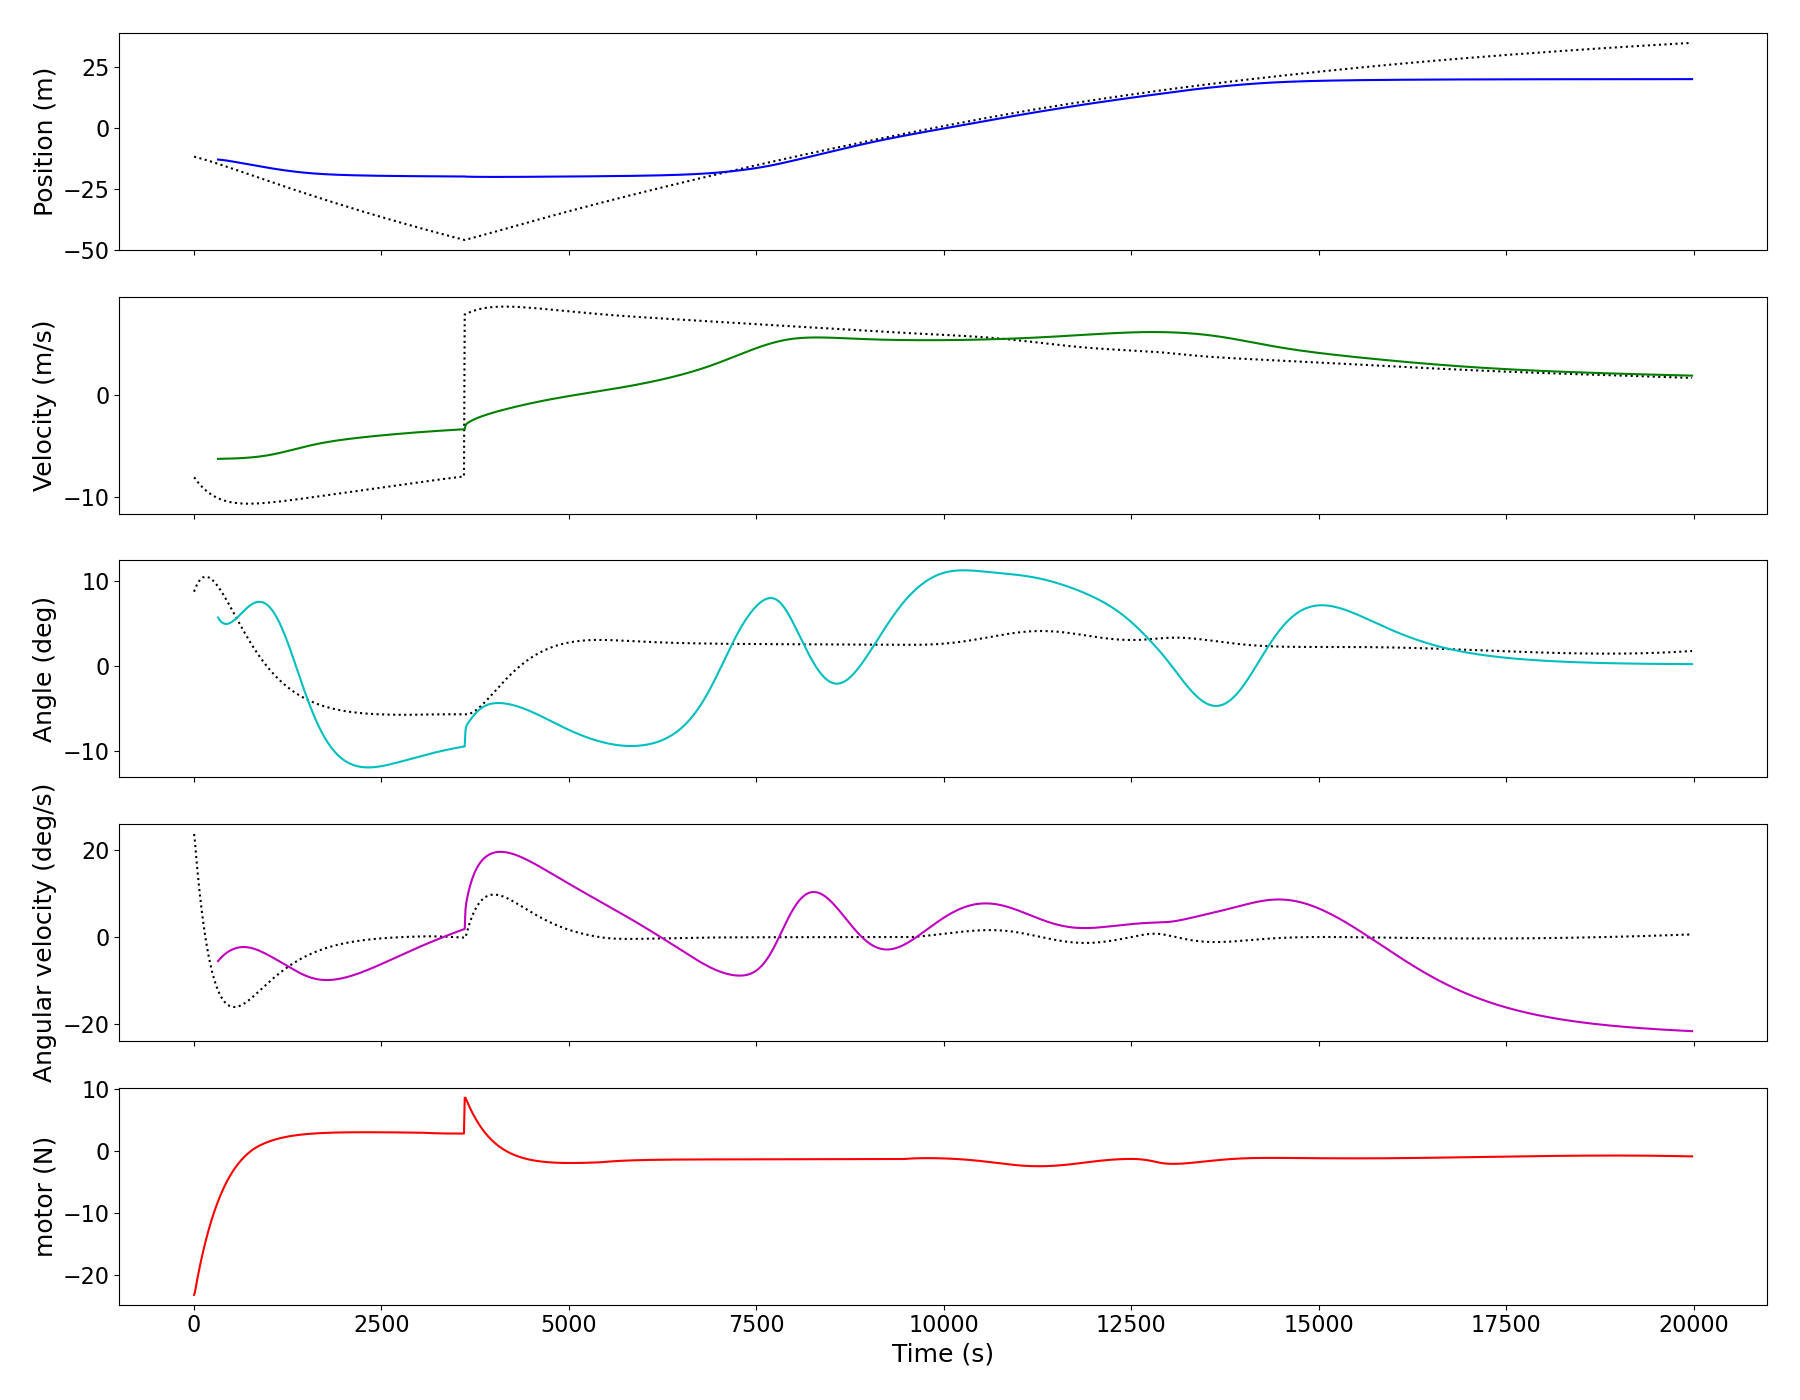 Position (m)
25
0
−25
−50
Velocity (m/s)
0
−10
Angle (deg)
10
0
−10
Angular velocity (deg/s)
20
0
−20
motor (N)
10
0
−10
−20
0 2500 5000 7500 10000 12500 15000 17500 20000
Time (s)